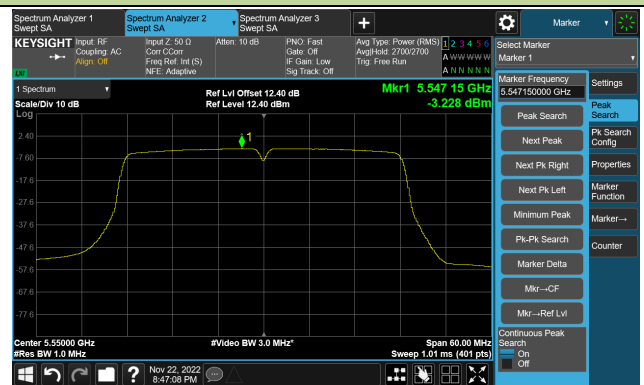 Spectrum Analyzer 1
Swept SA
Spectrum Analyzer 2
Swept SA
Spectrum Analyzer 3
Swept SA
Marker
KEYSIGHT
Input: RF
Coupling: AC
Align: Off
Input Z: 50 Ω
Corr CCorr
Freq Ref: Int (S)
NFE: Adaptive
Atten: 10 dB
PNO: Fast
Gate: Off
IF Gain: Low
Sig Track: Off
Avg Type: Power (RMS)
Avg|Hold: 2700/2700
Trig: Free Run
1 2 3 4 5 6
A W W W W W
A N N N N N
Select Marker
Marker 1
1 Spectrum
Scale/Div 10 dB
Log
Ref Lvl Offset 12.40 dB
Ref Level 12.40 dBm
Mkr1 5.547 15 GHz
-3.228 dBm
2.40
-7.60
-17.6
-27.6
-37.6
-47.6
-57.6
-67.6
-77.6
1
Center 5.55000 GHz
#Res BW 1.0 MHz
#Video BW 3.0 MHz*
Span 60.00 MHz
Sweep 1.01 ms (401 pts)
Marker Frequency
5.547150000 GHz
Peak Search
Next Peak
Next Pk Right
Next Pk Left
Minimum Peak
Pk-Pk Search
Marker Delta
Mkr→CF
Mkr→Ref Lvl
Continuous Peak
Search
On
Off
Settings
Peak
Search
Pk Search
Config
Properties
Marker
Function
Marker→
Counter
Nov 22, 2022
8:47:08 PM